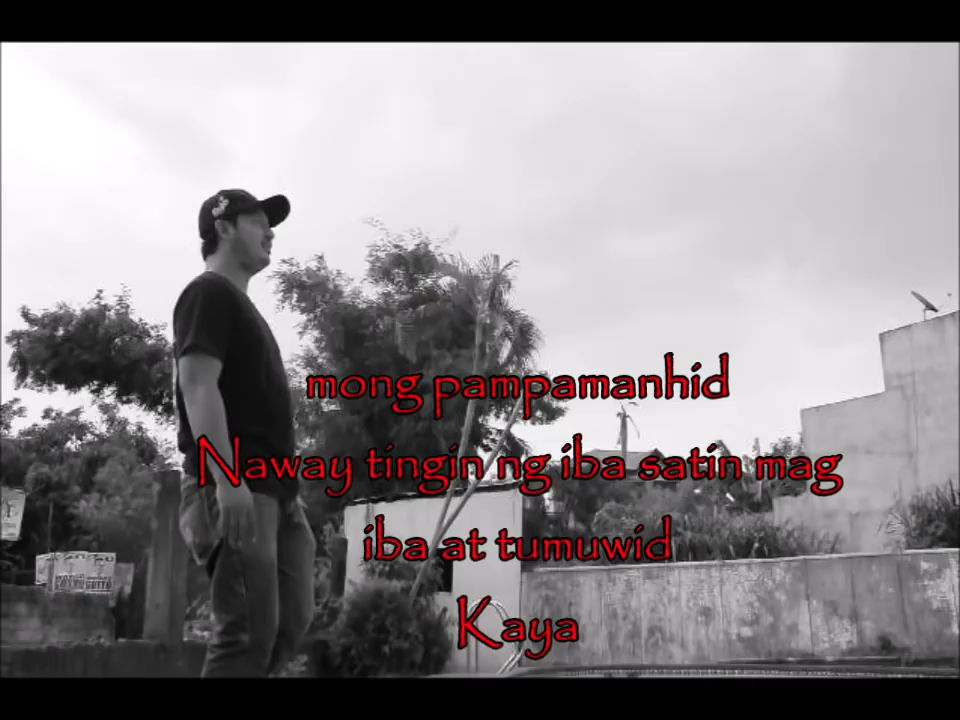 mong pampamanhid
Naway tingin ng iba satin mag
iba at tumuwid
Kaya